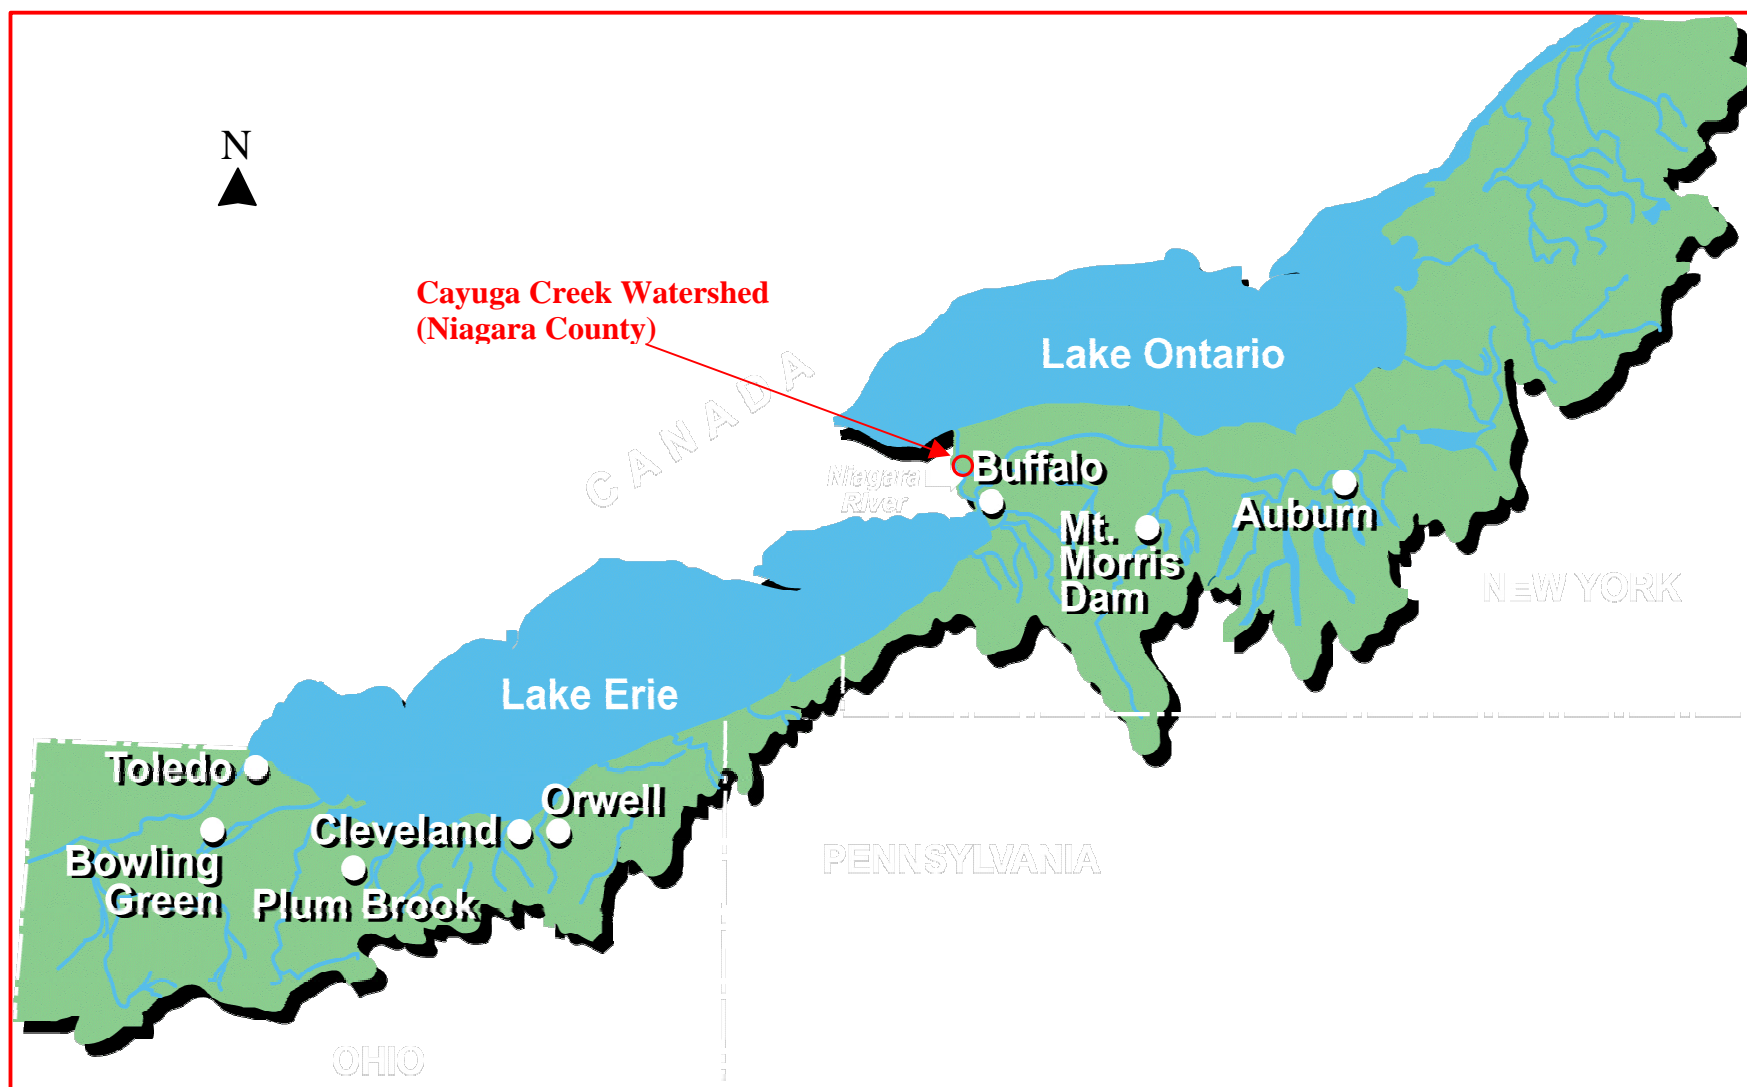 N
Cayuga Creek Watershed
(Niagara County)
CANADA
Lake Ontario
Niagara
River
Buffalo
Mt.
Morris
Dam
Auburn
NEW YORK
Lake Erie
Toledo
Orwell
Cleveland
Bowling
Green
Plum Brook
PENNSYLVANIA
OHIO